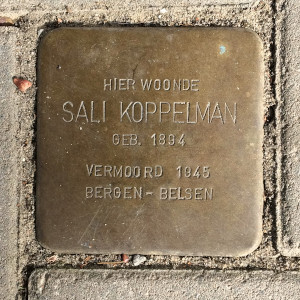 HIER WOONDE
SALI KOPPELMAN
GEB. 1894
VERMOORD 1945
BERGEN-BELSEN